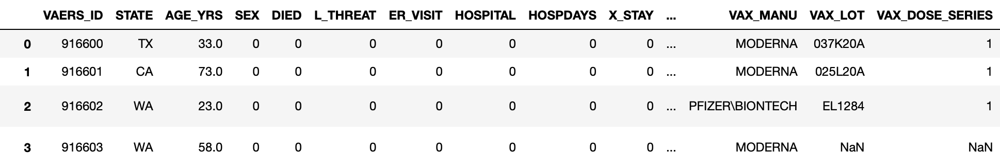 VAERS_ID STATE AGE_YRS SEX DIED L_THREAT ER_VISIT HOSPITAL HOSPDAYS X_STAY ... VAX_MANU VAX_LOT VAX_DOSE_SERIES
0 916600 TX 33.0 0 0 0 0 0 0 0 ... MODERNA 037K20A 1
1 916601 CA 73.0 0 0 0 0 0 0 0 ... MODERNA 025L20A 1
2 916602 WA 23.0 0 0 0 0 0 0 0 ... PFIZER\BIONTECH EL1284 1
3 916603 WA 58.0 0 0 0 0 0 0 0 ... MODERNA NaN NaN